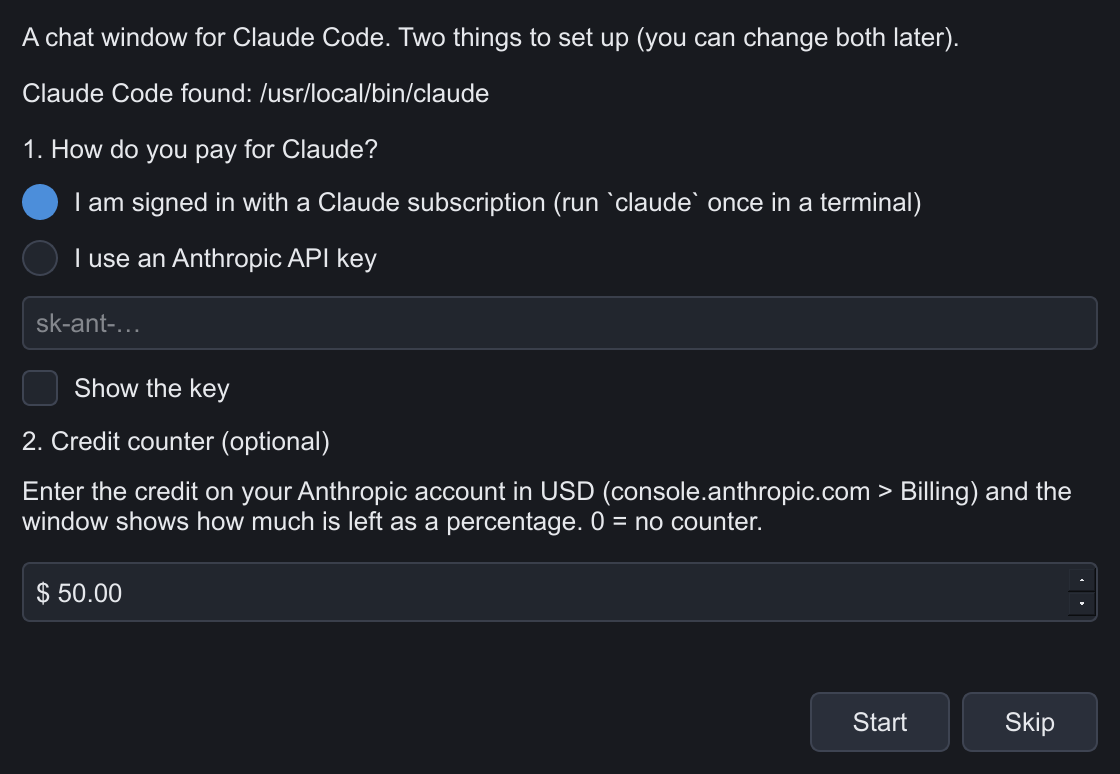 A chat window for Claude Code. Two things to set up (you can change both later).
Claude Code found: /usr/local/bin/claude
1. How do you pay for Claude?
I am signed in with a Claude subscription (run `claude` once in a terminal)
I use an Anthropic API key
sk-ant-…
Show the key
2. Credit counter (optional)
Enter the credit on your Anthropic account in USD (console.anthropic.com > Billing) and the
window shows how much is left as a percentage. 0 = no counter.
$ 50.00
Start
Skip